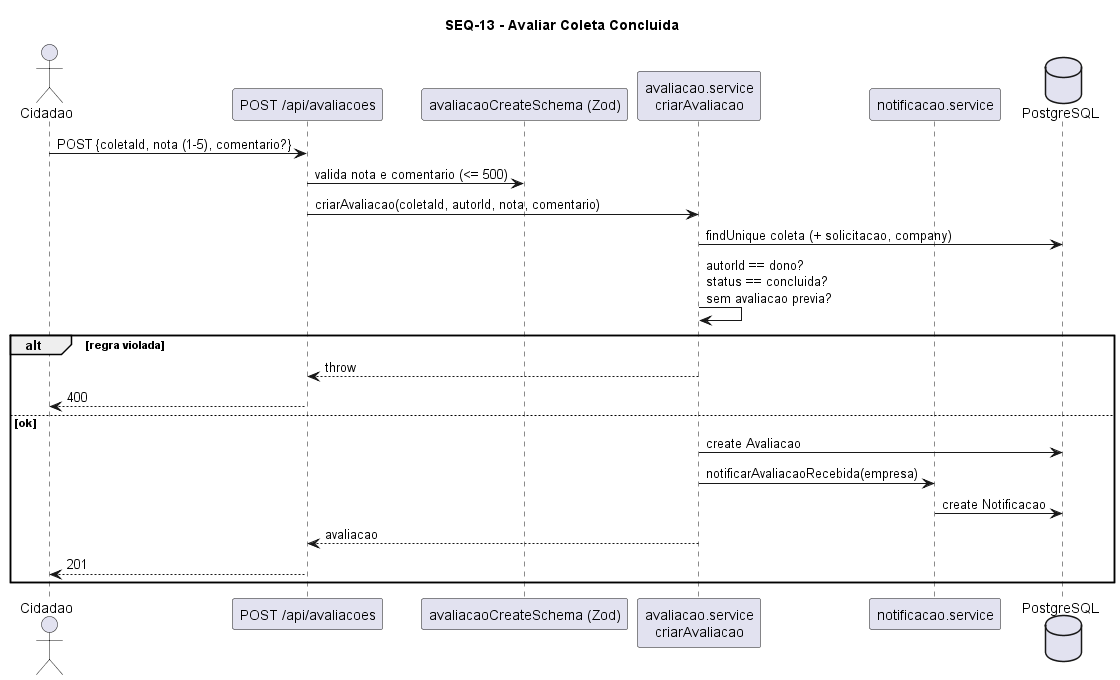 SEQ-13 - Avaliar Coleta Concluida
Cidadao
POST /api/avaliacoes
avaliacaoCreateSchema (Zod)
avaliacao.service
criarAvaliacao
notificacao.service
PostgreSQL
POST {coletaId, nota (1-5), comentario?}
valida nota e comentario (<= 500)
criarAvaliacao(coletaId, autorId, nota, comentario)
findUnique coleta (+ solicitacao, company)
autorId == dono?
status == concluida?
sem avaliacao previa?
alt [regra violada]
throw
400
[ok]
create Avaliacao
notificarAvaliacaoRecebida(empresa)
create Notificacao
avaliacao
201
Cidadao
POST /api/avaliacoes
avaliacaoCreateSchema (Zod)
avaliacao.service
criarAvaliacao
notificacao.service
PostgreSQL